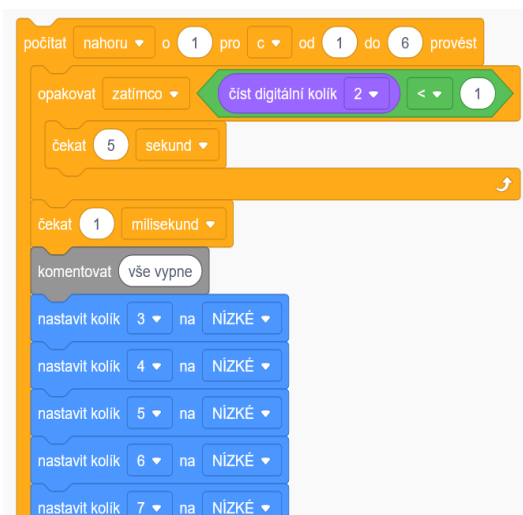 počítat nahoru o 1 pro c od 1 do 6 provést
opakovat zatímco číst digitální kolík 2 < 1
čekat 5 sekund
čekat 1 milisekund
komentovat vše vypne
nastavit kolík 3 na NÍZKÉ
nastavit kolík 4 na NÍZKÉ
nastavit kolík 5 na NÍZKÉ
nastavit kolík 6 na NÍZKÉ
nastavit kolík 7 na NÍZKÉ